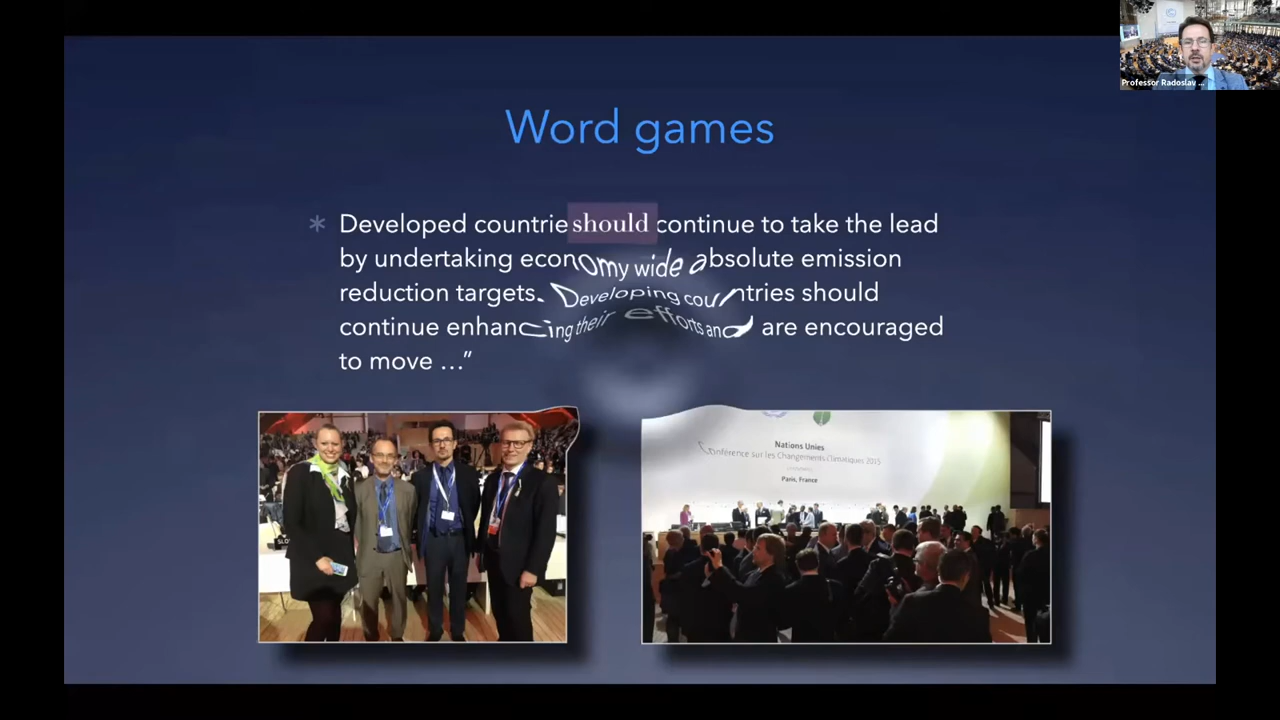 Professor Radoslav ...
Word games
* Developed countrie should continue to take the lead
by undertaking economy wide absolute emission
reduction targets. Developing countries should
continue enhancing their efforts and are encouraged
to move …”
SLO
Nations Unies
Conférence sur les Changements Climatiques 2015
Paris, France